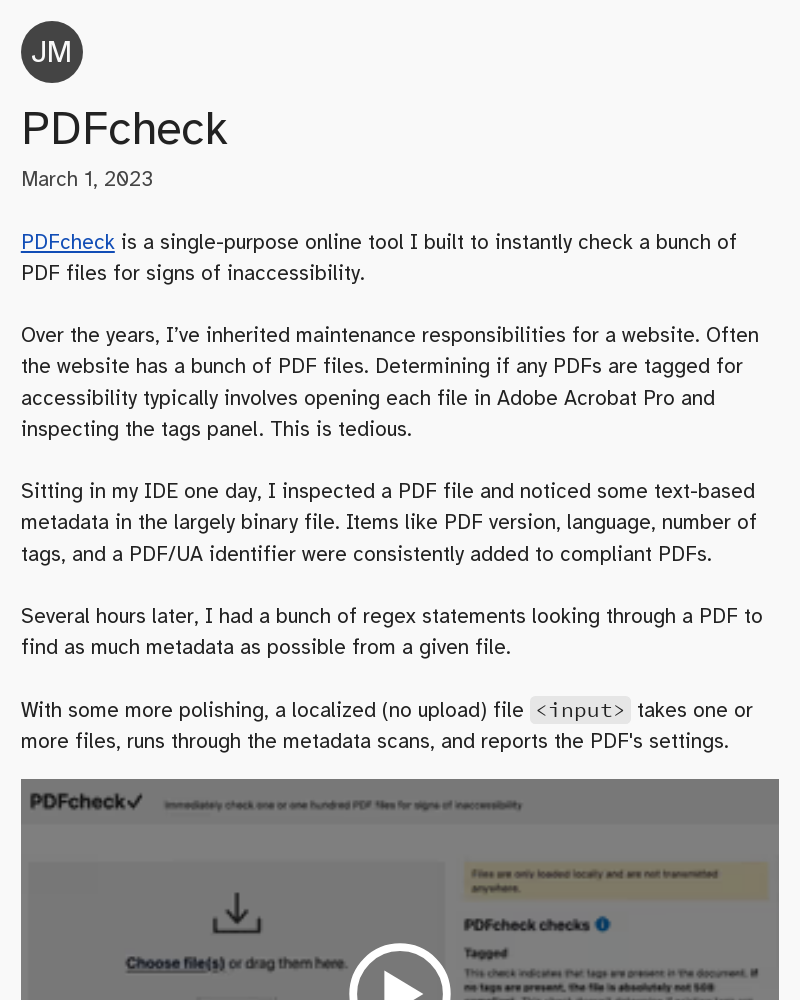 JM
PDFcheck
March 1, 2023
PDFcheck is a single-purpose online tool I built to instantly check a bunch of
PDF files for signs of inaccessibility.
Over the years, I’ve inherited maintenance responsibilities for a website. Often
the website has a bunch of PDF files. Determining if any PDFs are tagged for
accessibility typically involves opening each file in Adobe Acrobat Pro and
inspecting the tags panel. This is tedious.
Sitting in my IDE one day, I inspected a PDF file and noticed some text-based
metadata in the largely binary file. Items like PDF version, language, number of
tags, and a PDF/UA identifier were consistently added to compliant PDFs.
Several hours later, I had a bunch of regex statements looking through a PDF to
find as much metadata as possible from a given file.
With some more polishing, a localized (no upload) file <input> takes one or
more files, runs through the metadata scans, and reports the PDF's settings.
PDFcheck✓ Immediately check one or one hundred PDF files for signs of inaccessibility
Files are only loaded locally and are not transmitted
anywhere.
PDFcheck checks
Tagged
Choose file(s) or drag them here.
This check indicates that tags are present in the document. If
no tags are present, the file is absolutely not 508